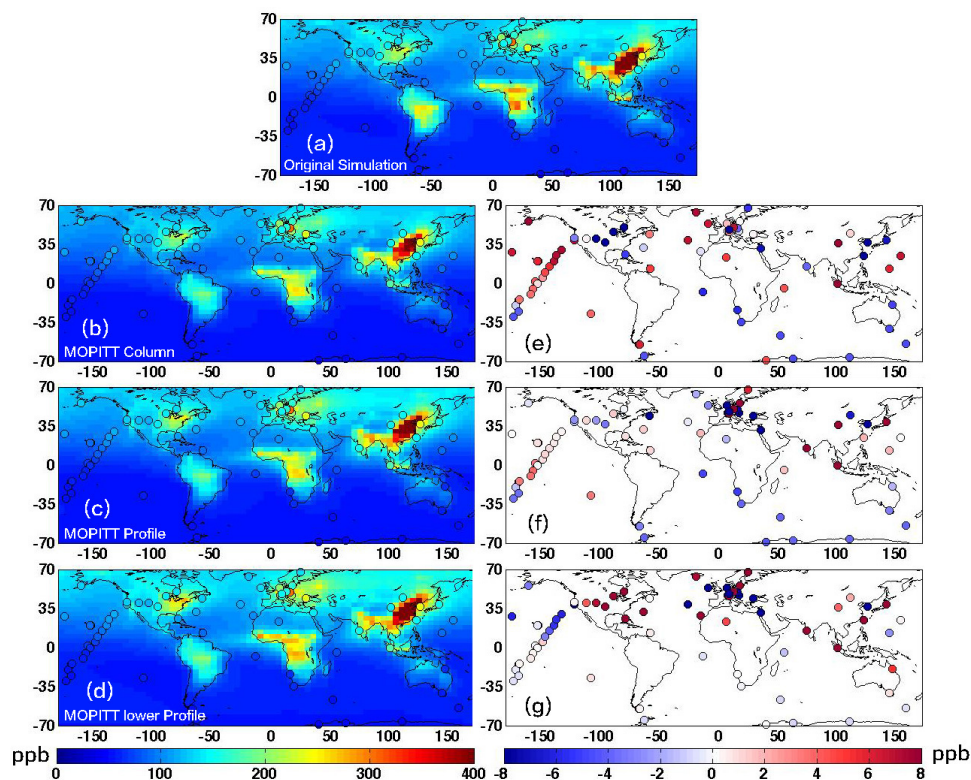 70
35
0
-35
-70
(a)
Original Simulation
-150 -100 -50 0 50 100 150
70
35
0
-35
-70
(b)
MOPITT Column
-150 -100 -50 0 50 100 150
70
35
0
-35
-70
(e)
-150 -100 -50 0 50 100 150
70
35
0
-35
-70
(c)
MOPITT Profile
-150 -100 -50 0 50 100 150
70
35
0
-35
-70
(f)
-150 -100 -50 0 50 100 150
70
35
0
-35
-70
(d)
MOPITT lower Profile
-150 -100 -50 0 50 100 150
70
35
0
-35
-70
(g)
-150 -100 -50 0 50 100 150
ppb
0 100 200 300 400
-8 -6 -4 -2 0 2 4 6 8
ppb